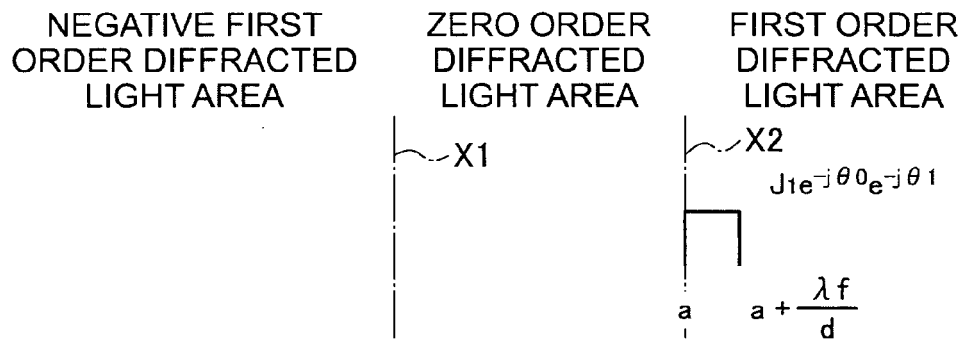 NEGATIVE FIRST
ORDER DIFFRACTED
LIGHT AREA
ZERO ORDER
DIFFRACTED
LIGHT AREA
FIRST ORDER
DIFFRACTED
LIGHT AREA
X1
X2
J1e-jθ0e-jθ1
a
a + λf/d